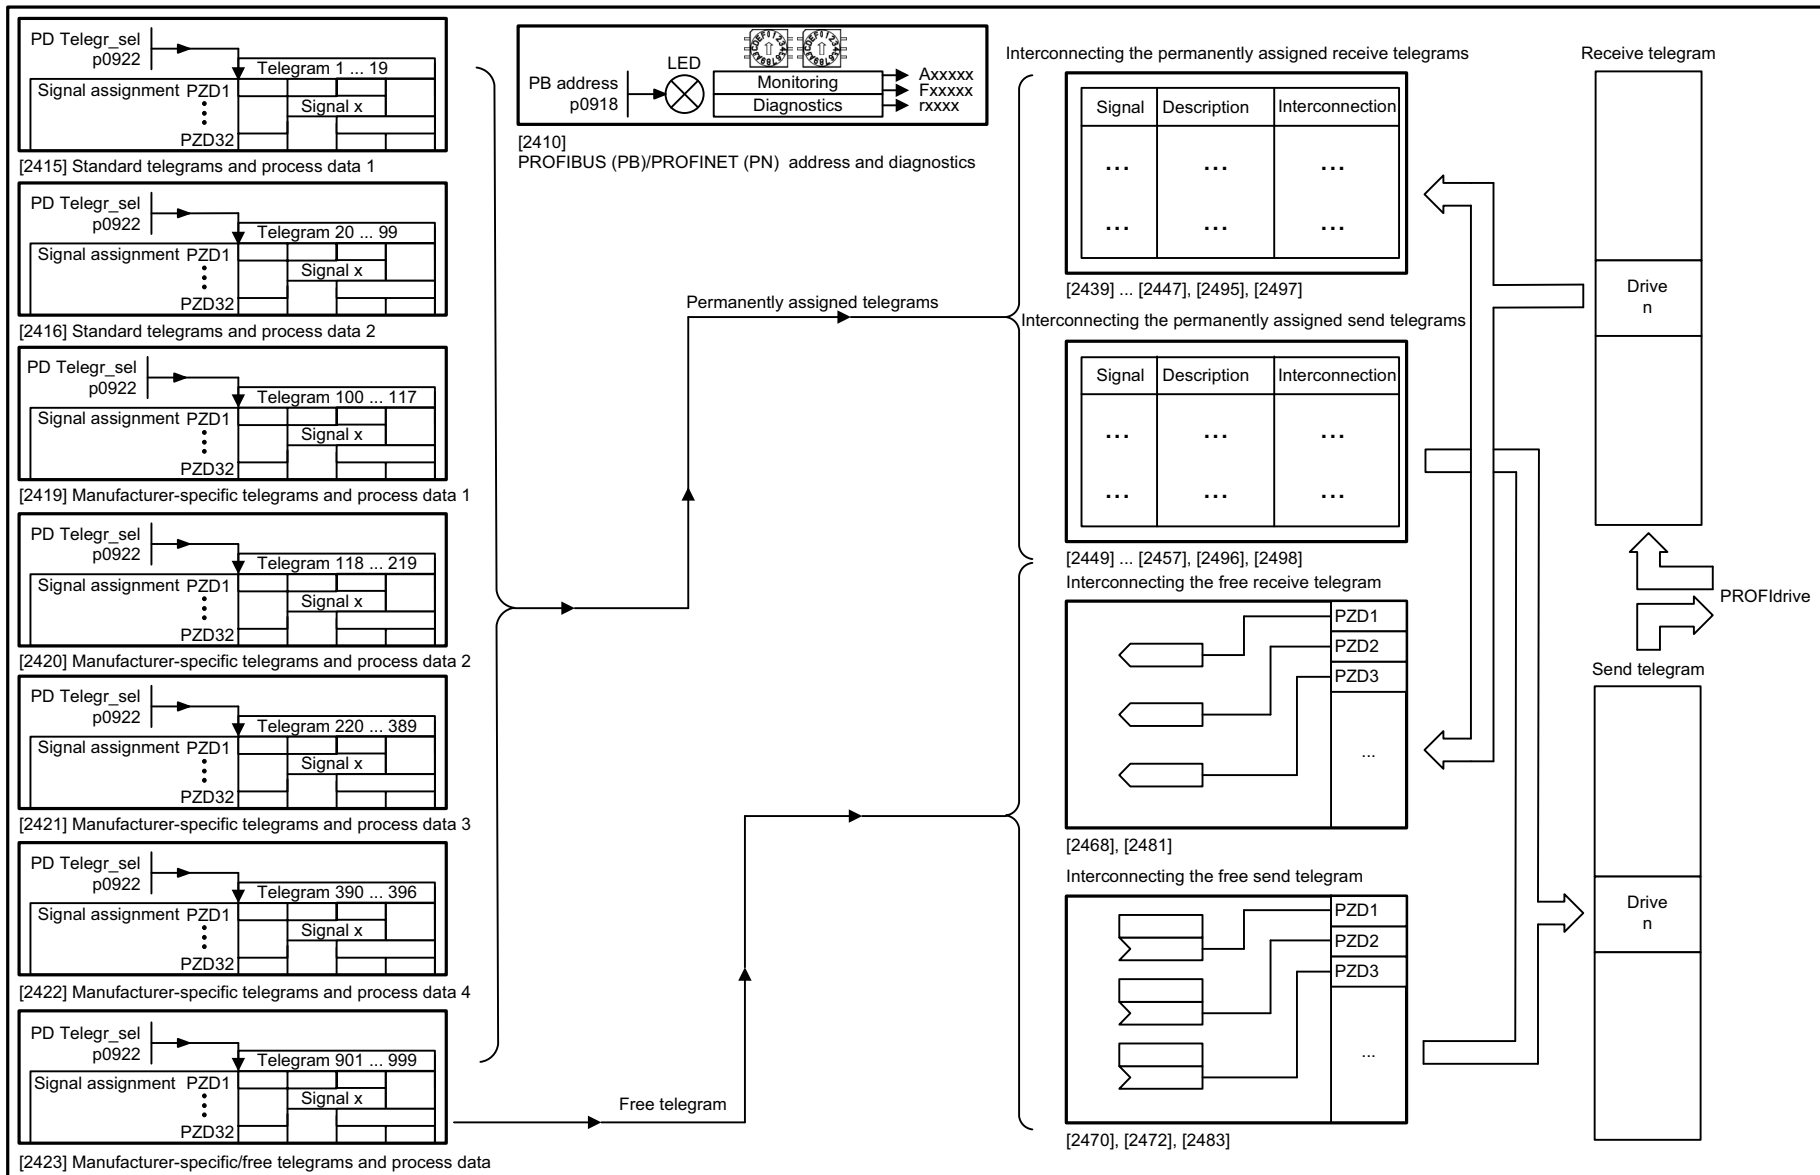 PD Telegr_sel
p0922
Telegram 1 ... 19
Signal assignment PZD1
Signal x
PZD32
[2415] Standard telegrams and process data 1
PD Telegr_sel
p0922
Telegram 20 ... 99
Signal assignment PZD1
Signal x
PZD32
[2416] Standard telegrams and process data 2
PD Telegr_sel
p0922
Telegram 100 ... 117
Signal assignment PZD1
Signal x
PZD32
[2419] Manufacturer-specific telegrams and process data 1
PD Telegr_sel
p0922
Telegram 118 ... 219
Signal assignment PZD1
Signal x
PZD32
[2420] Manufacturer-specific telegrams and process data 2
PD Telegr_sel
p0922
Telegram 220 ... 389
Signal assignment PZD1
Signal x
PZD32
[2421] Manufacturer-specific telegrams and process data 3
PD Telegr_sel
p0922
Telegram 390 ... 396
Signal assignment PZD1
Signal x
PZD32
[2422] Manufacturer-specific telegrams and process data 4
PD Telegr_sel
p0922
Telegram 901 ... 999
Signal assignment PZD1
Signal x
PZD32
[2423] Manufacturer-specific/free telegrams and process data
PB address
p0918
LED
Monitoring
Diagnostics
Axxxxx
Fxxxxx
rxxxx
[2410]
PROFIBUS (PB)/PROFINET (PN) address and diagnostics
Permanently assigned telegrams
Free telegram
Interconnecting the permanently assigned receive telegrams
Signal Description Interconnection
... ... ...
... ... ...
[2439] ... [2447], [2495], [2497]
Interconnecting the permanently assigned send telegrams
Signal Description Interconnection
... ... ...
... ... ...
[2449] ... [2457], [2496], [2498]
Interconnecting the free receive telegram
PZD1
PZD2
PZD3
...
[2468], [2481]
Interconnecting the free send telegram
PZD1
PZD2
PZD3
...
[2470], [2472], [2483]
Receive telegram
Drive
n
PROFIdrive
Send telegram
Drive
n